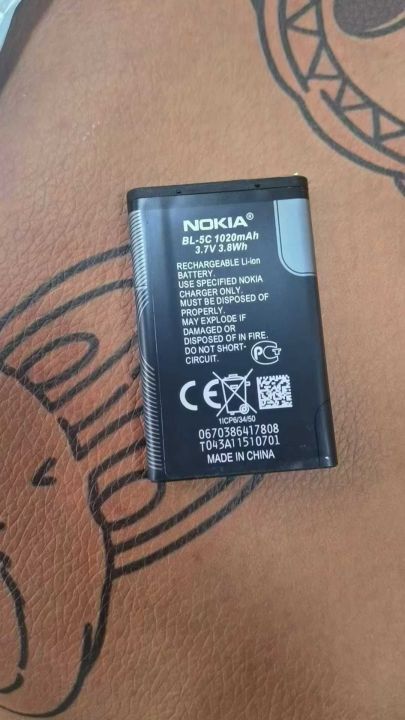 NOKIA®
BL-5C 1020mAh
3.7V 3.8Wh
RECHARGEABLE Li-ion
BATTERY.
USE SPECIFIED NOKIA
CHARGER ONLY.
MUST BE DISPOSED OF
PROPERLY.
MAY EXPLODE IF
DAMAGED OR
DISPOSED OF IN FIRE.
DO NOT SHORT-
CIRCUIT.
CE
1ICP6/34/50
0670386417808
T043A11510701
MADE IN CHINA